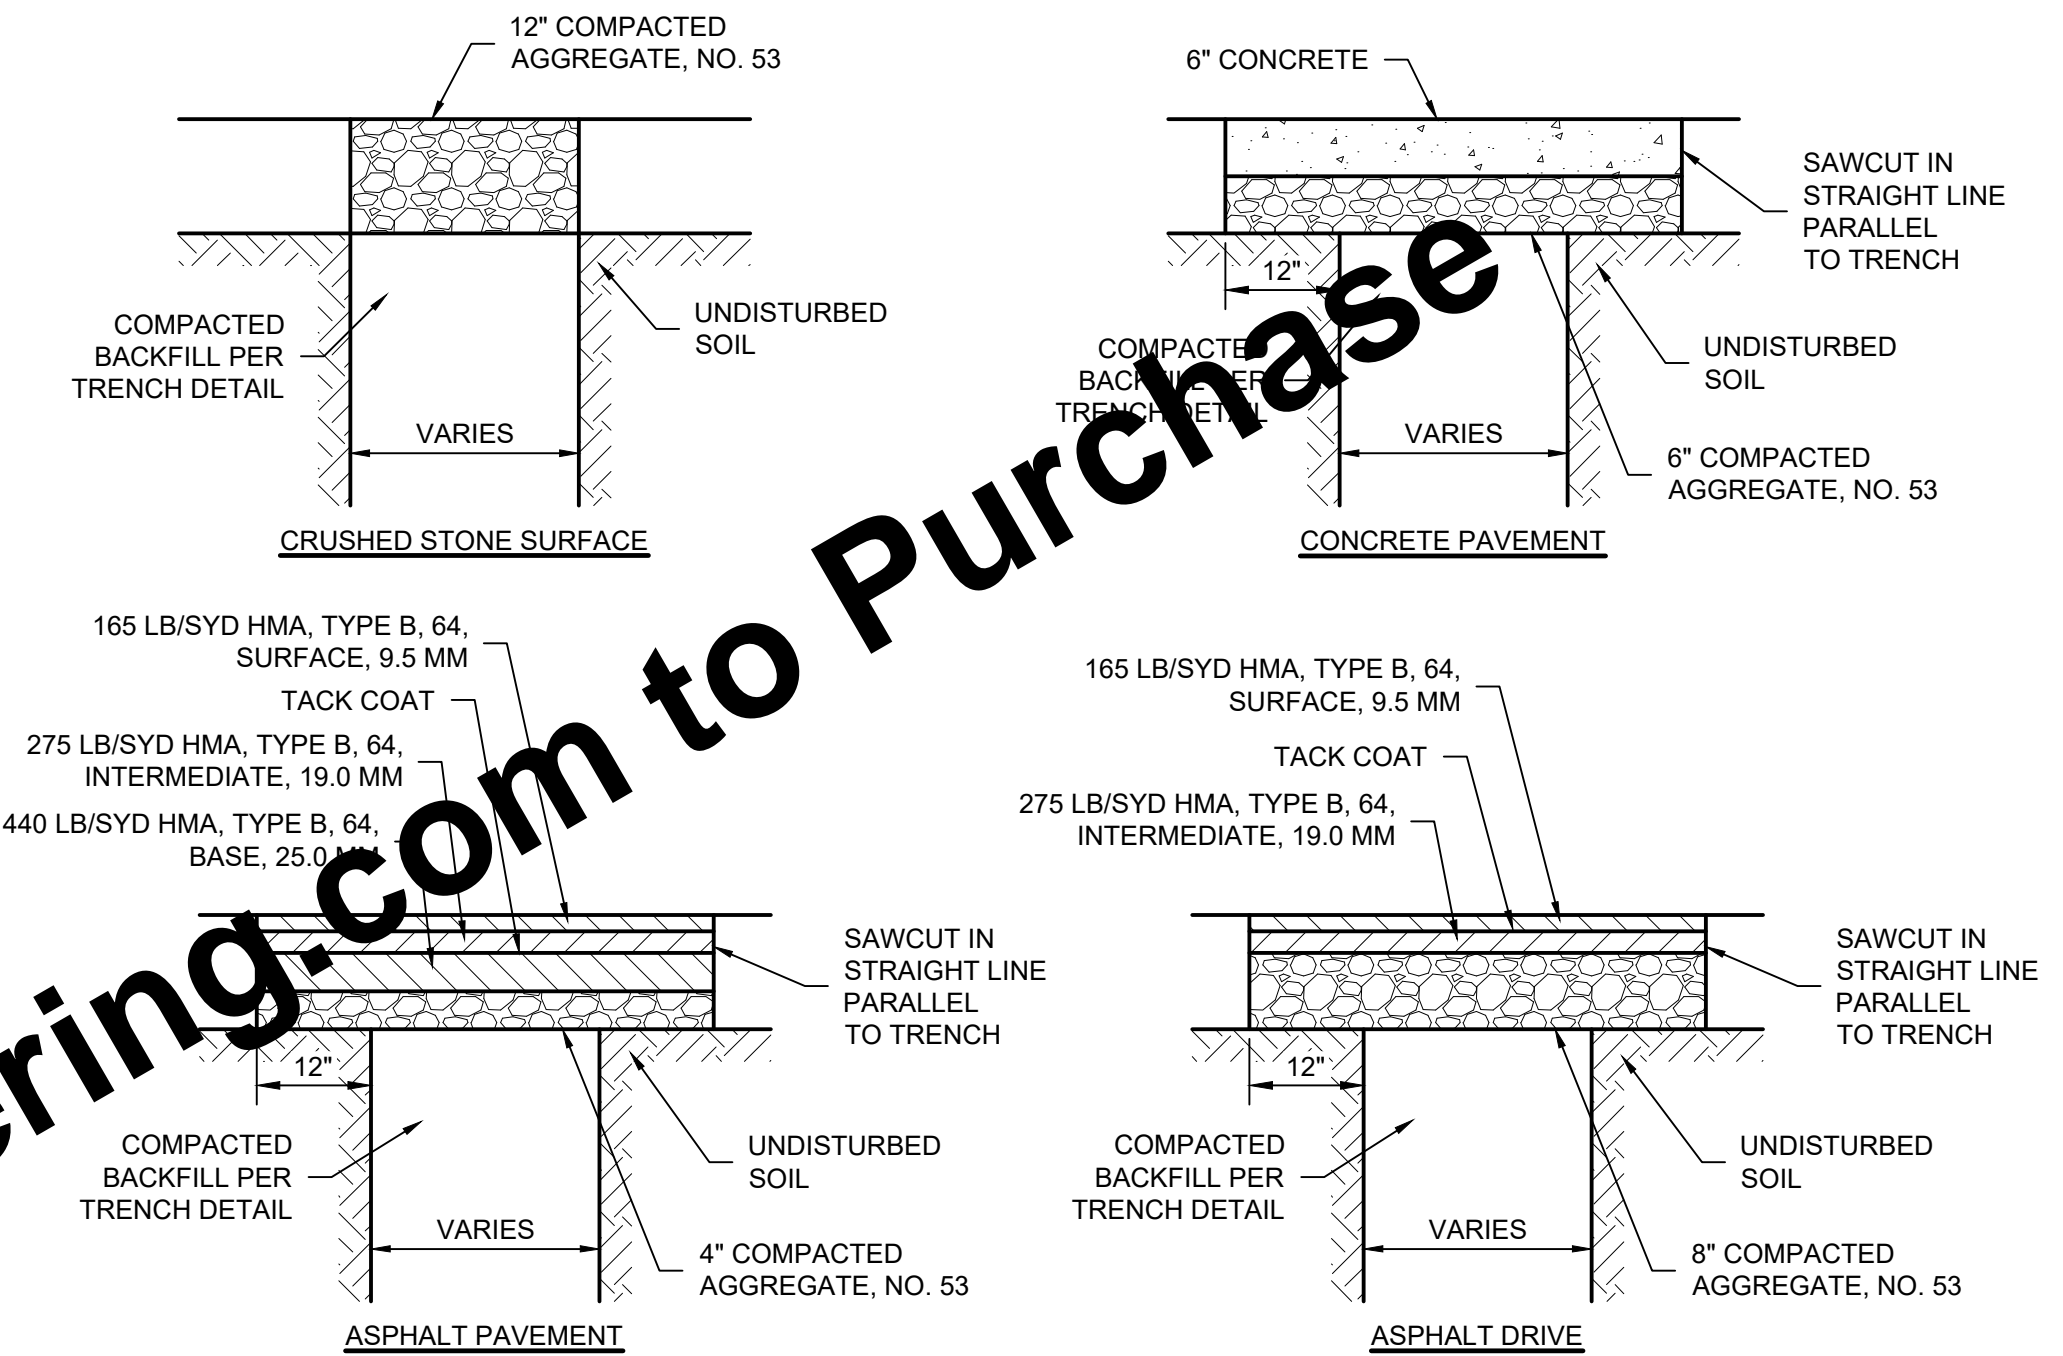 12" COMPACTED
AGGREGATE, NO. 53
COMPACTED
BACKFILL PER
TRENCH DETAIL
UNDISTURBED
SOIL
VARIES
CRUSHED STONE SURFACE
6" CONCRETE
SAWCUT IN
STRAIGHT LINE
PARALLEL
TO TRENCH
12"
COMPACTED
BACKFILL PER
TRENCH DETAIL
UNDISTURBED
SOIL
VARIES
6" COMPACTED
AGGREGATE, NO. 53
CONCRETE PAVEMENT
165 LB/SYD HMA, TYPE B, 64,
SURFACE, 9.5 MM
TACK COAT
275 LB/SYD HMA, TYPE B, 64,
INTERMEDIATE, 19.0 MM
440 LB/SYD HMA, TYPE B, 64,
BASE, 25.0 MM
SAWCUT IN
STRAIGHT LINE
PARALLEL
TO TRENCH
12"
COMPACTED
BACKFILL PER
TRENCH DETAIL
UNDISTURBED
SOIL
VARIES
4" COMPACTED
AGGREGATE, NO. 53
ASPHALT PAVEMENT
165 LB/SYD HMA, TYPE B, 64,
SURFACE, 9.5 MM
TACK COAT
275 LB/SYD HMA, TYPE B, 64,
INTERMEDIATE, 19.0 MM
SAWCUT IN
STRAIGHT LINE
PARALLEL
TO TRENCH
12"
COMPACTED
BACKFILL PER
TRENCH DETAIL
UNDISTURBED
SOIL
VARIES
8" COMPACTED
AGGREGATE, NO. 53
ASPHALT DRIVE
ering.com to Purchase